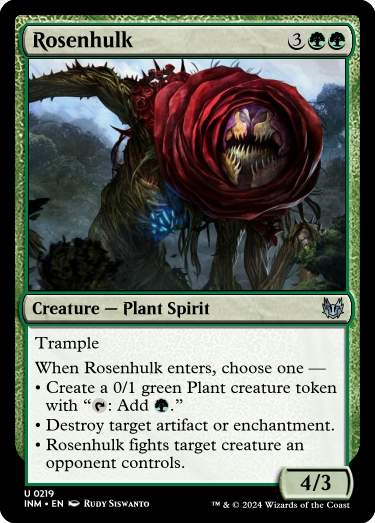 Rosenhulk 3
Creature — Plant Spirit
Trample
When Rosenhulk enters, choose one —
• Create a 0/1 green Plant creature token
with “: Add .”
• Destroy target artifact or enchantment.
• Rosenhulk fights target creature an
opponent controls.
4/3
U 0219
INM • EN Rudy Siswanto
™ & © 2024 Wizards of the Coast